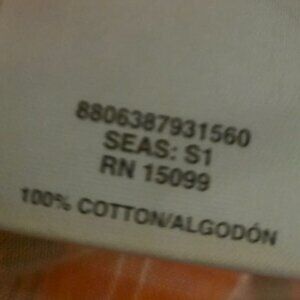 8806387931560
SEAS: S1
RN 15099
100% COTTON/ALGODÓN